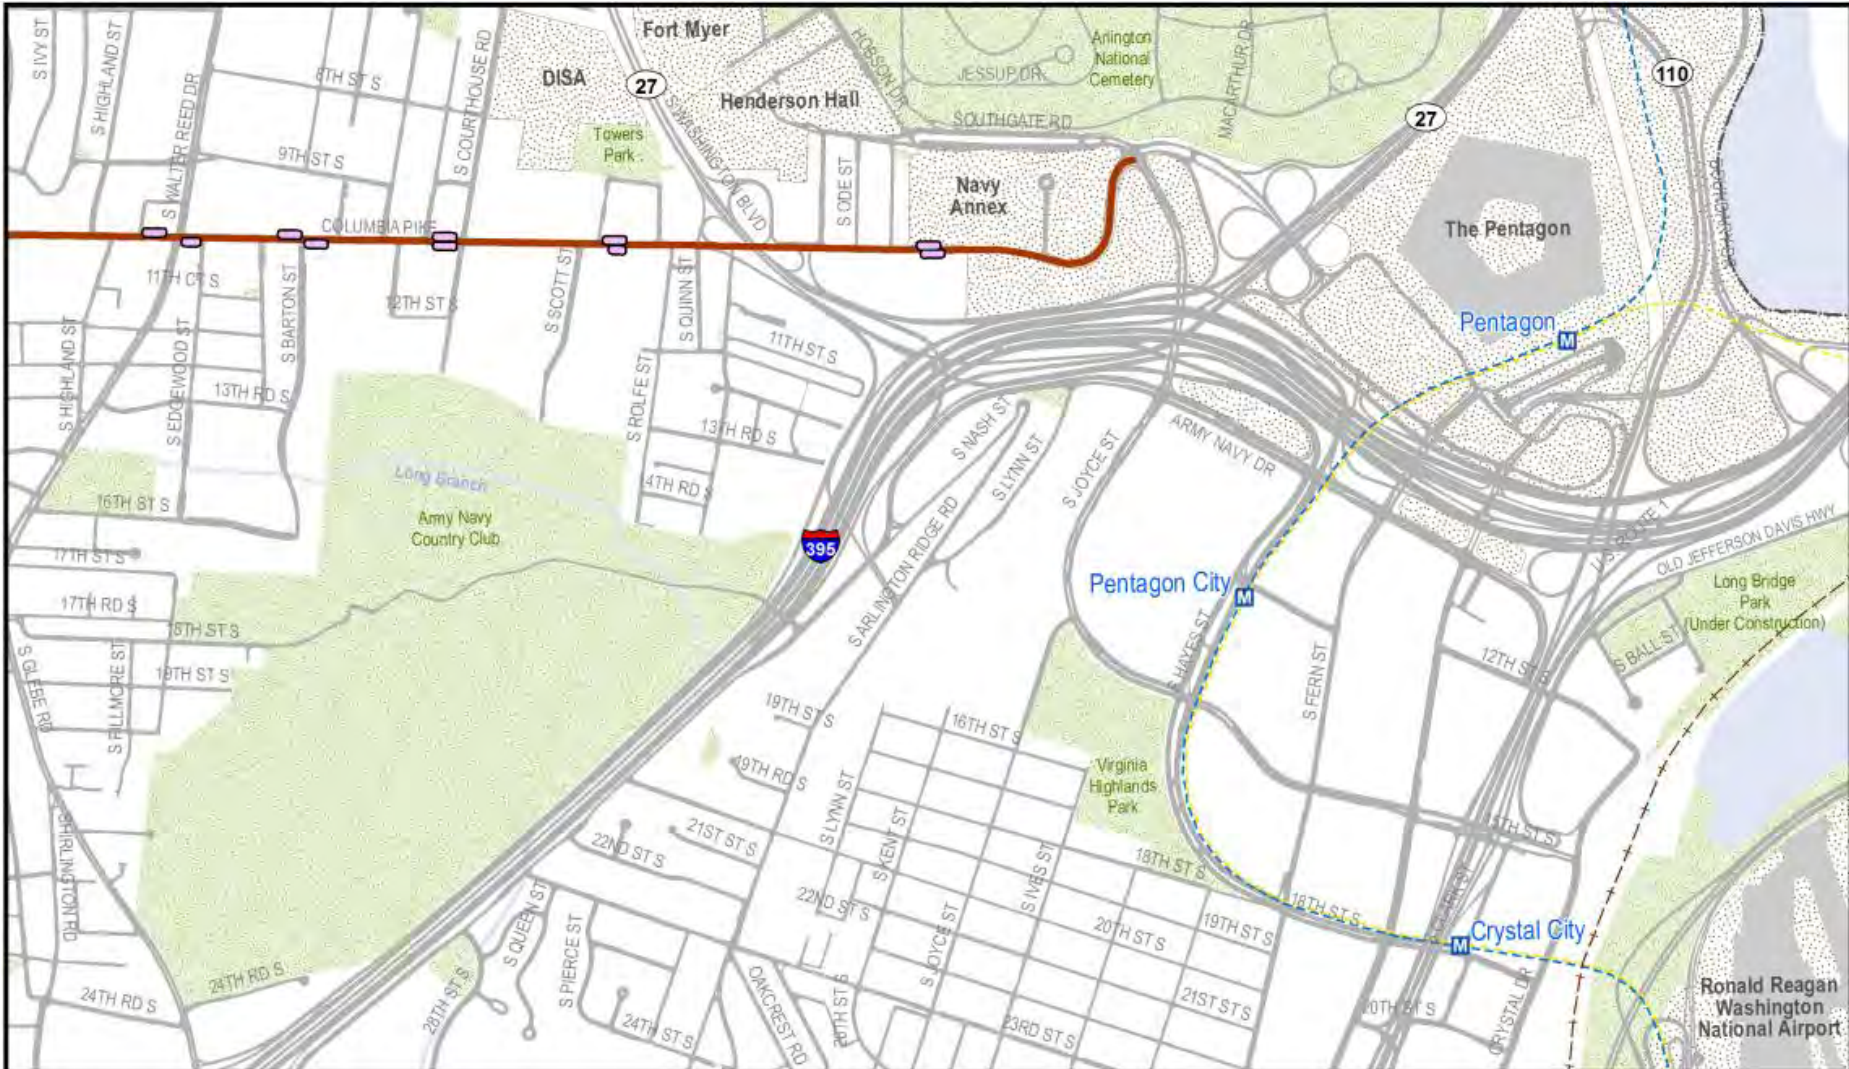 S IVY ST
S HIGHLAND ST
S WALTER REED DR
8TH ST S
9TH ST S
S COURTHOUSE RD
DISA
Fort Myer
27
Henderson Hall
Towers
Park
S WASHINGTON BLVD
HOBSON DR
JESSUP DR
Arlington
National
Cemetery
MACARTHUR DR
SOUTHGATE RD
27
110
S ODE ST
Navy
Annex
The Pentagon
COLUMBIA PIKE
11TH CT S
S BARTON ST
12TH ST S
S SCOTT ST
S QUINN ST
11TH ST S
Pentagon
M
S HIGHLAND ST
S EDGEWOOD ST
13TH RD S
S ROLFE ST
13TH RD S
14TH RD S
S NASH ST
S LYNN ST
S JOYCE ST
ARMY NAVY DR
16TH ST S
Long Branch
Army Navy
Country Club
395
S ARLINGTON RIDGE RD
U.S. ROUTE 1
OLD JEFFERSON DAVIS HWY
17TH ST S
17TH RD S
Pentagon City
M
Long Bridge
Park
(Under Construction)
S BALL ST
S GLEBE RD
S FILLMORE ST
19TH ST S
S HAYES ST
S FERN ST
12TH ST S
19TH ST S
16TH ST S
19TH RD S
Virginia
Highlands
Park
SHIRLINGTON RD
21ST ST S
22ND ST S
S LYNN ST
S KENT ST
S IVES ST
18TH ST S
15TH ST S
S CLARK ST
22ND ST S
S JOYCE ST
20TH ST S
19TH ST S
18TH ST S
M
Crystal City
S QUEEN ST
S PIERCE ST
24TH RD S
24TH RD S
28TH ST S
24TH ST S
OAKCREST RD
23RD ST S
21ST ST S
20TH ST S
CRYSTAL DR
Ronald Reagan
Washington
National Airport